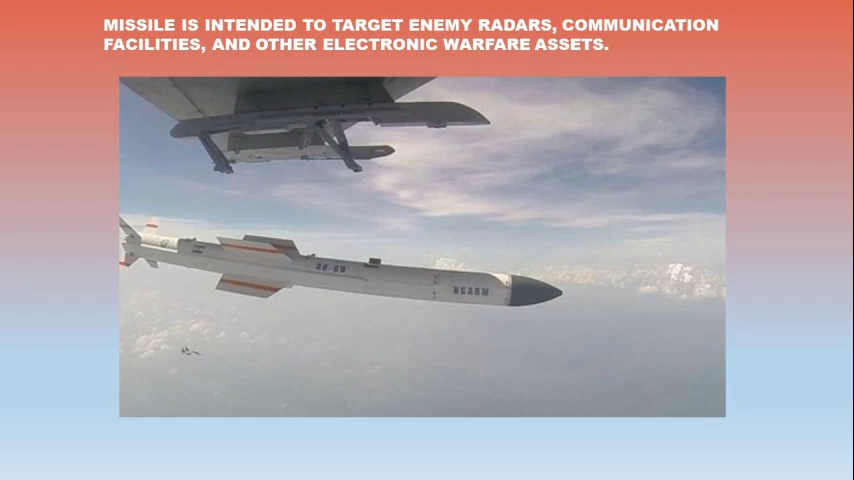 MISSILE IS INTENDED TO TARGET ENEMY RADARS, COMMUNICATION
FACILITIES, AND OTHER ELECTRONIC WARFARE ASSETS.
NGARM